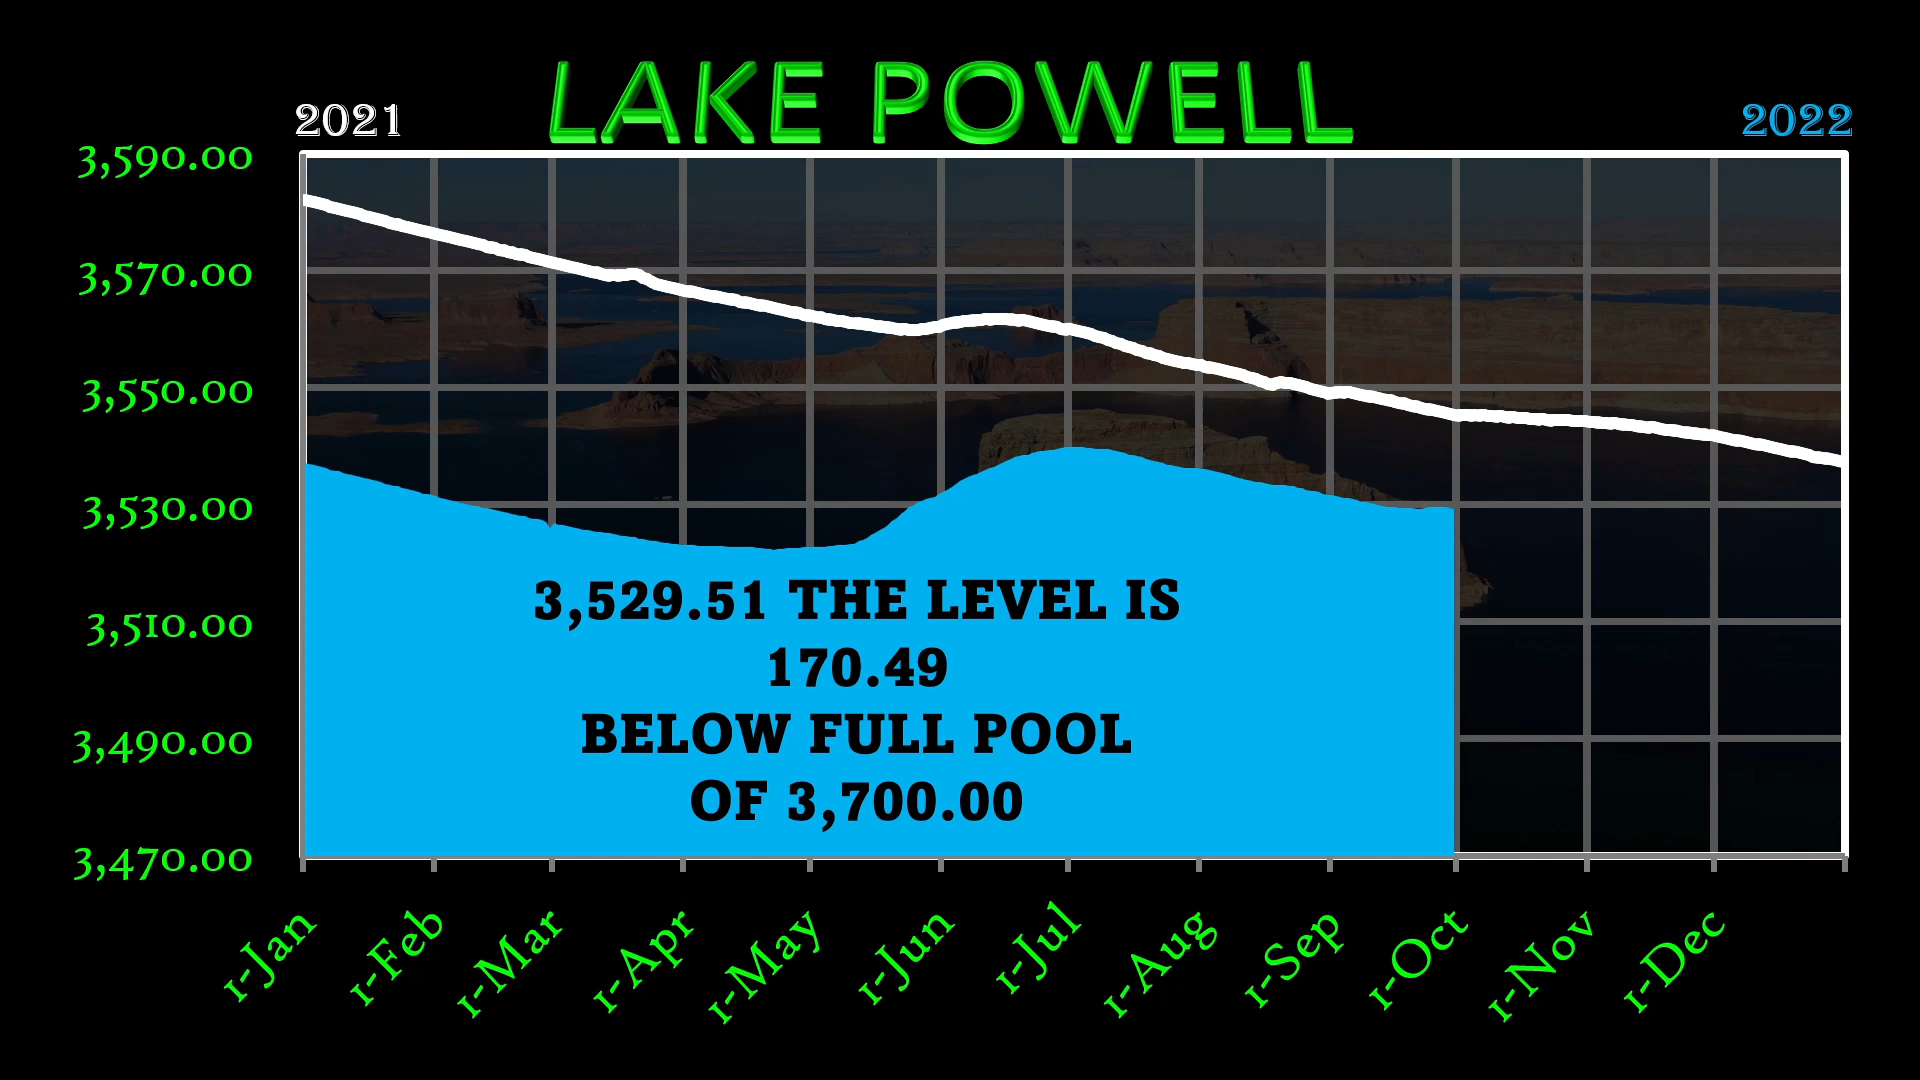 LAKE POWELL
2021
2022
3,590.00
3,570.00
3,550.00
3,530.00
3,510.00
3,490.00
3,470.00
3,529.51 THE LEVEL IS
170.49
BELOW FULL POOL
OF 3,700.00
1-Jan
1-Feb
1-Mar
1-Apr
1-May
1-Jun
1-Jul
1-Aug
1-Sep
1-Oct
1-Nov
1-Dec